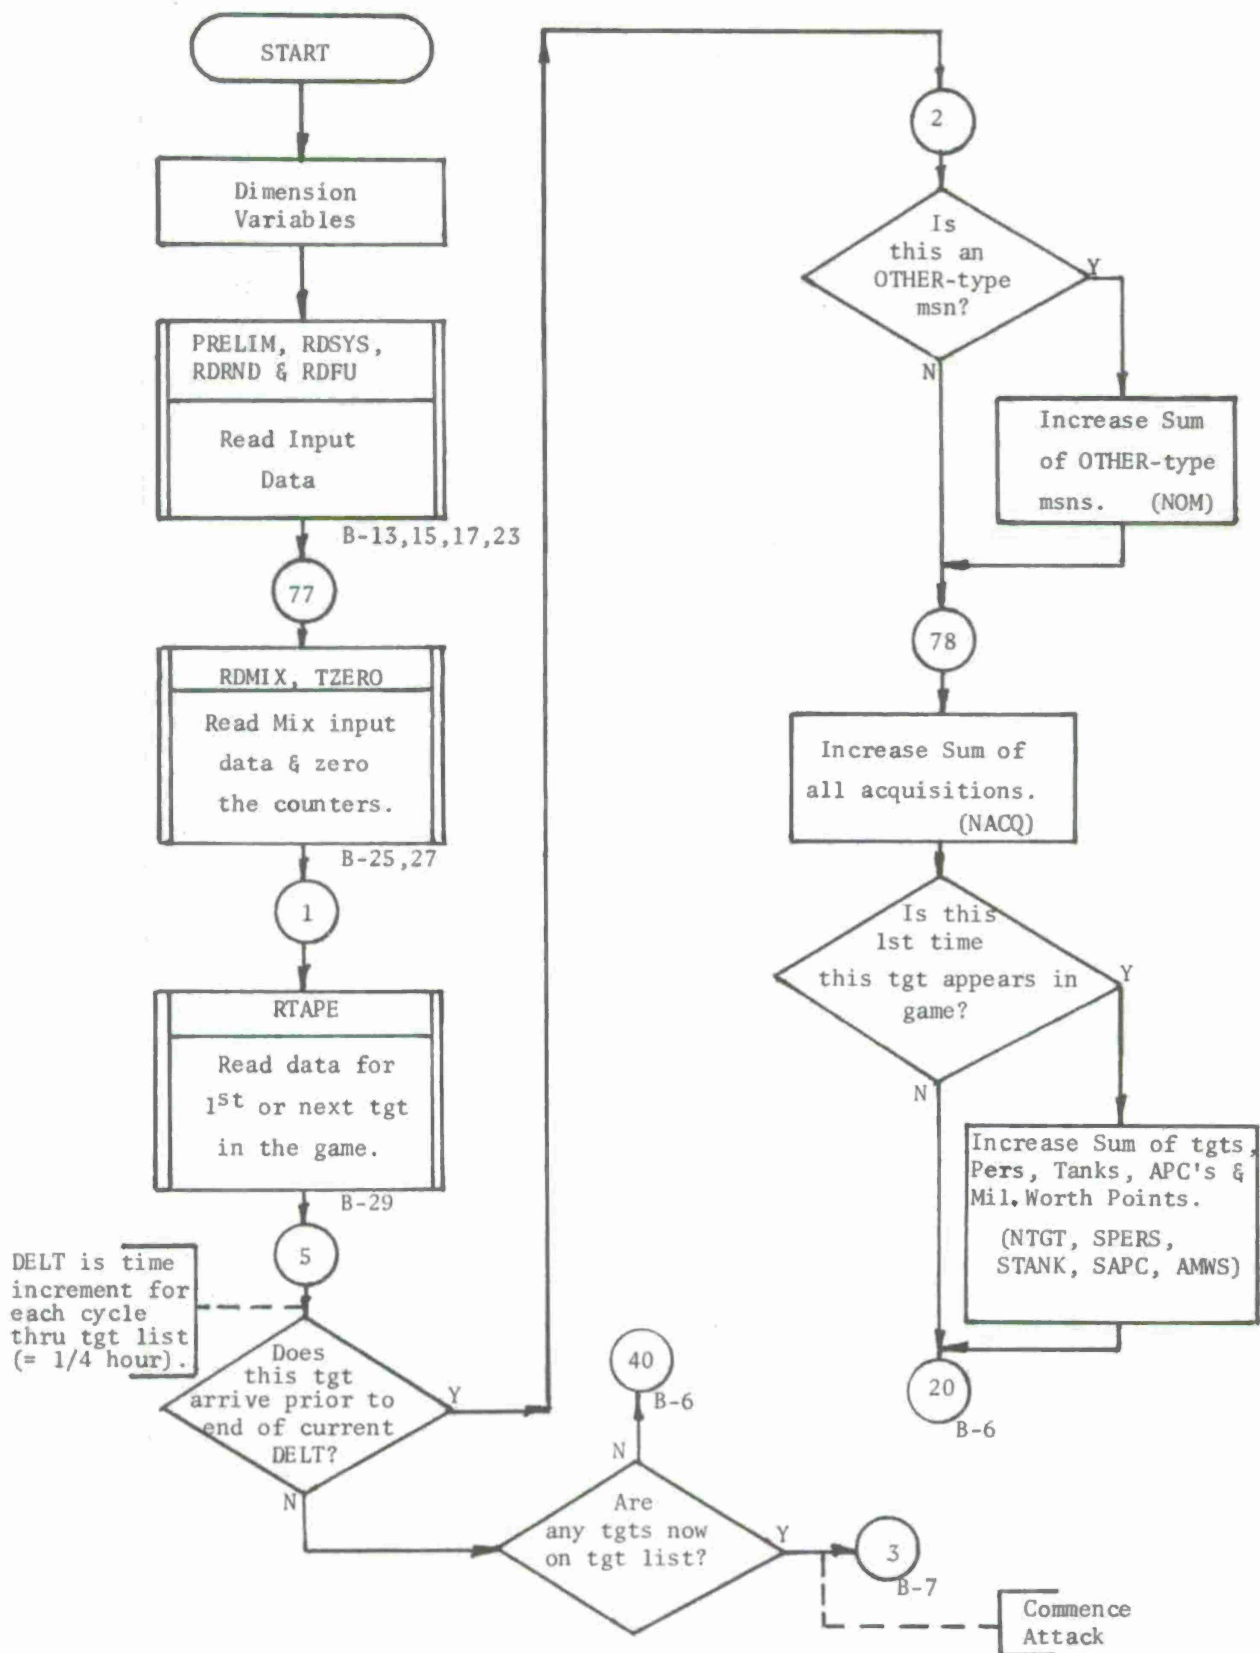 START
Dimension
Variables
PRELIM, RDSYS,
RDRND & RDFU
Read Input
Data
B-13,15,17,23
77
RDMIX, TZERO
Read Mix input
data & zero
the counters.
B-25,27
1
RTAPE
Read data for
1st or next tgt
in the game.
B-29
5
DELT is time
increment for
each cycle
thru tgt list
(= 1/4 hour).
Does
this tgt
arrive prior to
end of current
DELT?
Y
N
Are
any tgts now
on tgt list?
N
40
B-6
Y
3
B-7
Commence
Attack
2
Is
this an
OTHER-type
msn?
Y
N
Increase Sum
of OTHER-type
msns. (NOM)
78
Increase Sum of
all acquisitions.
(NACQ)
Is this
1st time
this tgt appears in
game?
Y
N
Increase Sum of tgts,
Pers, Tanks, APC's &
Mil. Worth Points.
(NTGT, SPERS,
STANK, SAPC, AMWS)
20
B-6